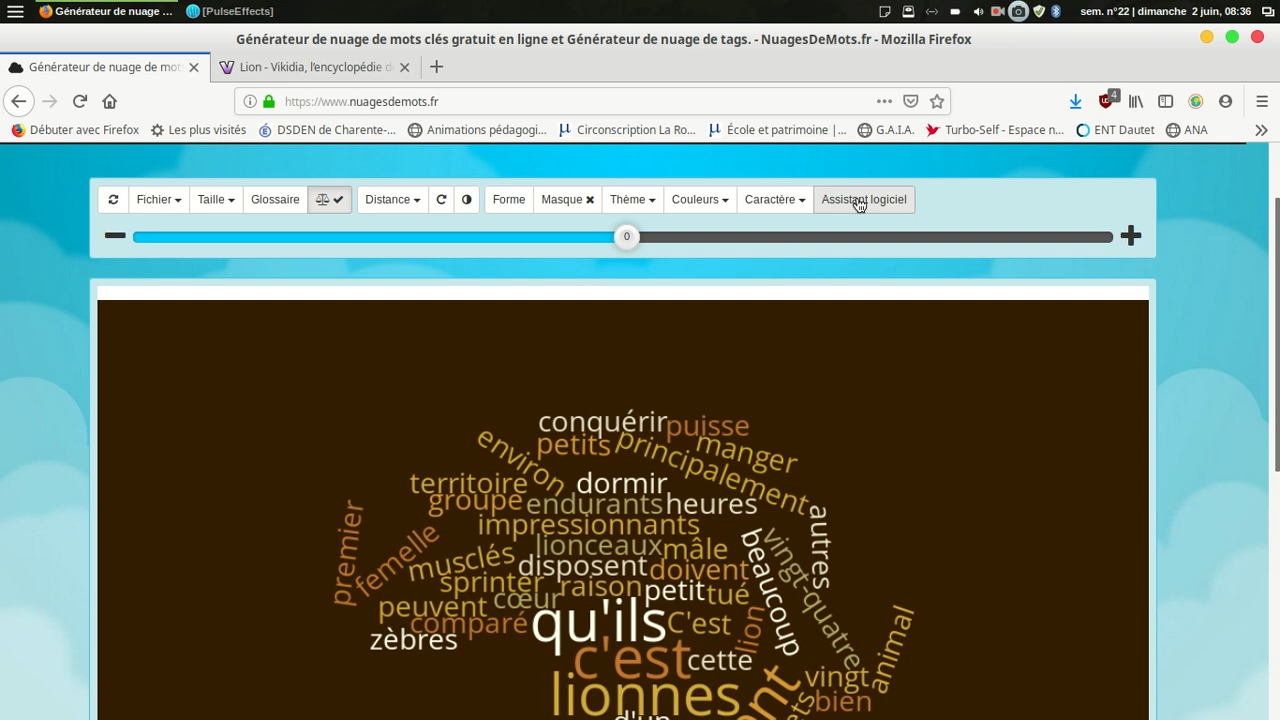 Générateur de nuage ...
[PulseEffects]
sem. n°22 | dimanche 2 juin, 08:36
Générateur de nuage de mots clés gratuit en ligne et Générateur de nuage de tags. - NuagesDeMots.fr - Mozilla Firefox
Générateur de nuage de mots
Lion - Vikidia, l'encyclopédie d
https://www.nuagesdemots.fr
4
Débuter avec Firefox
Les plus visités
DSDEN de Charente-...
Animations pédagogi...
Circonscription La Ro...
École et patrimoine |...
G.A.I.A.
Turbo-Self - Espace n...
ENT Dautet
ANA
Fichier
Taille
Glossaire
Distance
Forme
Masque
Thème
Couleurs
Caractère
Assistant logiciel
0
conquérir
puisse
petits
principalement
manger
environ
territoire
dormir
groupe
endurants
heures
autres
premier
impressionnants
femelle
lionceaux
mâle
beaucoup
vingt-quatre
musclés
disposent
doivent
sprinter
raison
petit
tué
peuvent
cœur
comparé
qu'ils
C'est
lion
animal
zèbres
c'est
cette
lionnes
vingt
bien
d'un